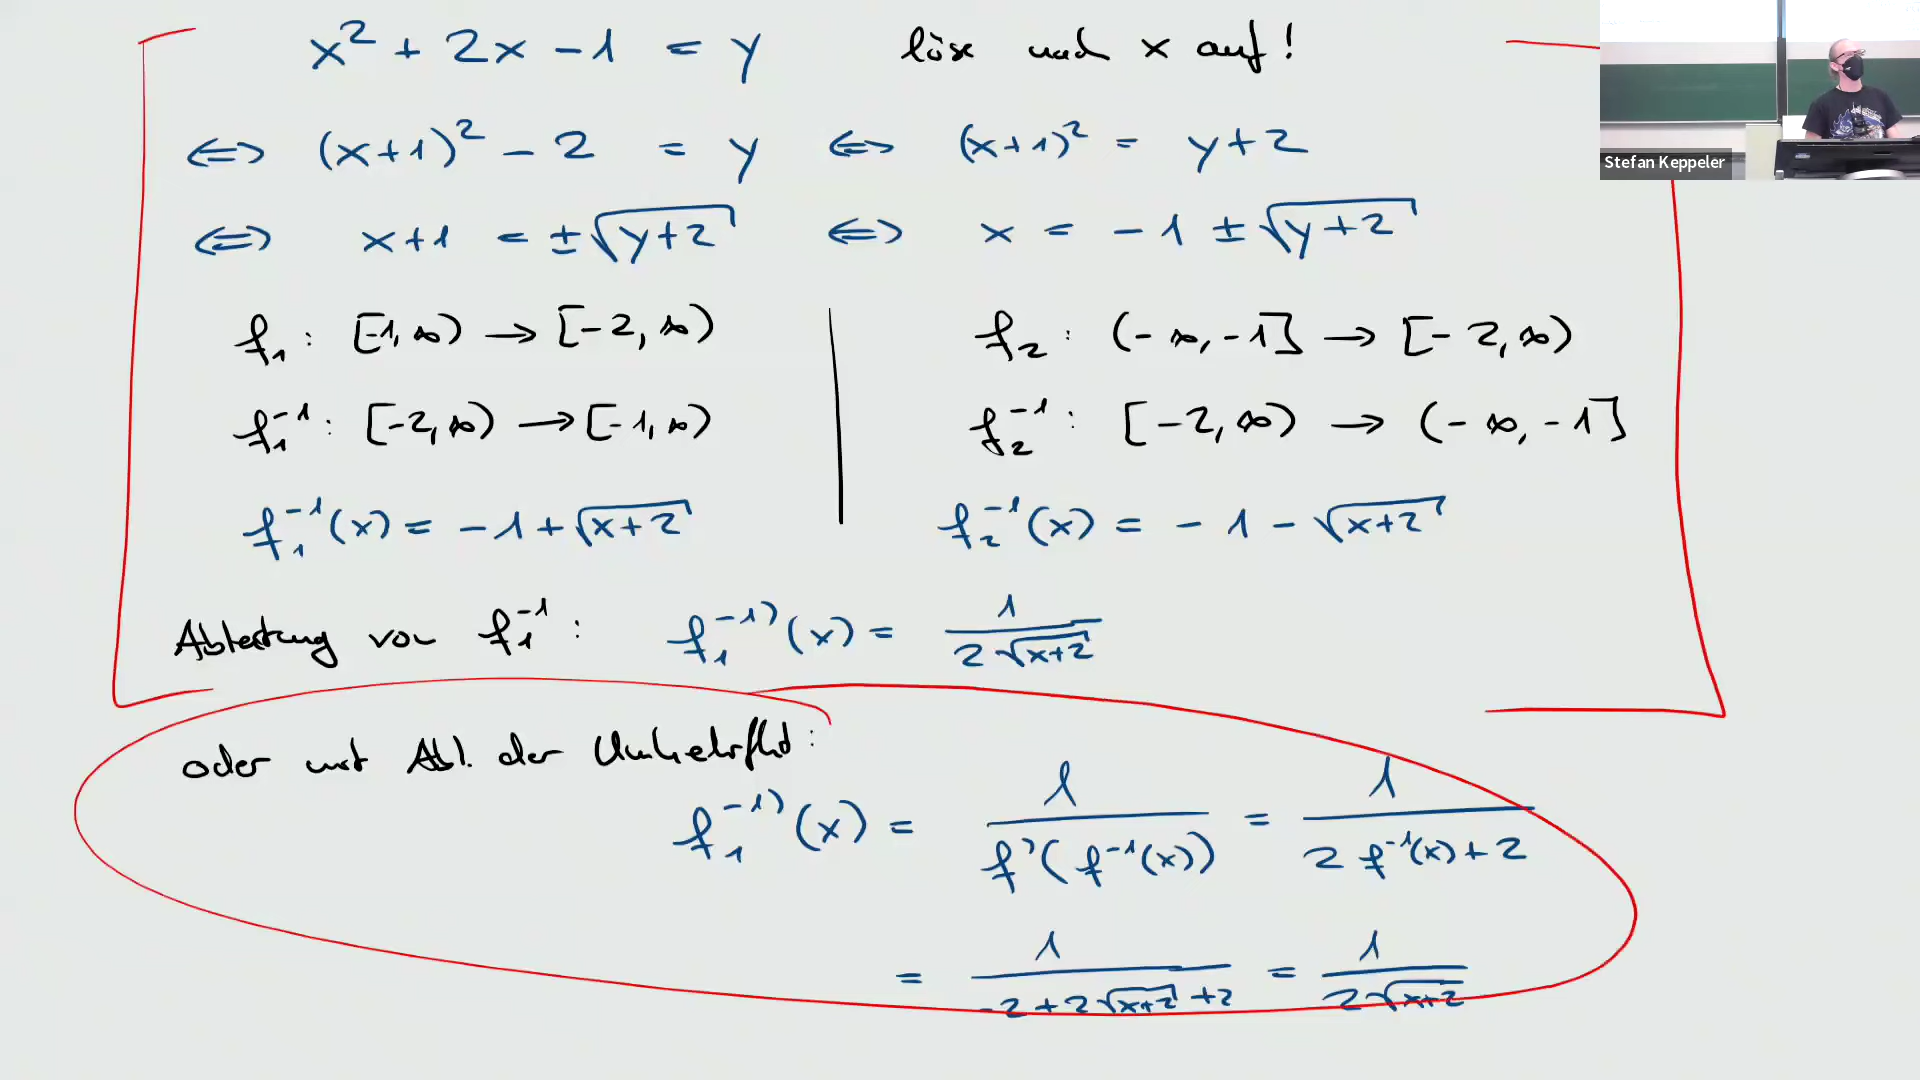 x² + 2x - 1 = y löse nach x auf!
⇔ (x+1)² - 2 = y ⇔ (x+1)² = y+2
⇔ x+1 = ±√(y+2) ⇔ x = -1 ± √(y+2)
f₁ : [-1,∞) → [-2,∞)
f₂ : (-∞,-1] → [-2,∞)
f₁⁻¹ : [-2,∞) → [-1,∞)
f₂⁻¹ : [-2,∞) → (-∞,-1]
f₁⁻¹(x) = -1 + √(x+2)
f₂⁻¹(x) = -1 - √(x+2)
Ableitung von f₁⁻¹ : f₁⁻¹'(x) = 1/(2√(x+2))
oder mit Abl. der Umkehrfkt :
f₁⁻¹'(x) = 1/(f'(f⁻¹(x))) = 1/(2f⁻¹(x)+2)
= 1/(-2+2√(x+2)+2) = 1/(2√(x+2))
Stefan Keppeler